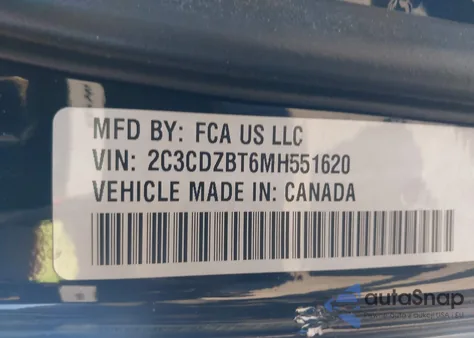 MFD BY: FCA US LLC
VIN: 2C3CDZBT6MH551620
VEHICLE MADE IN: CANADA
autoSnap